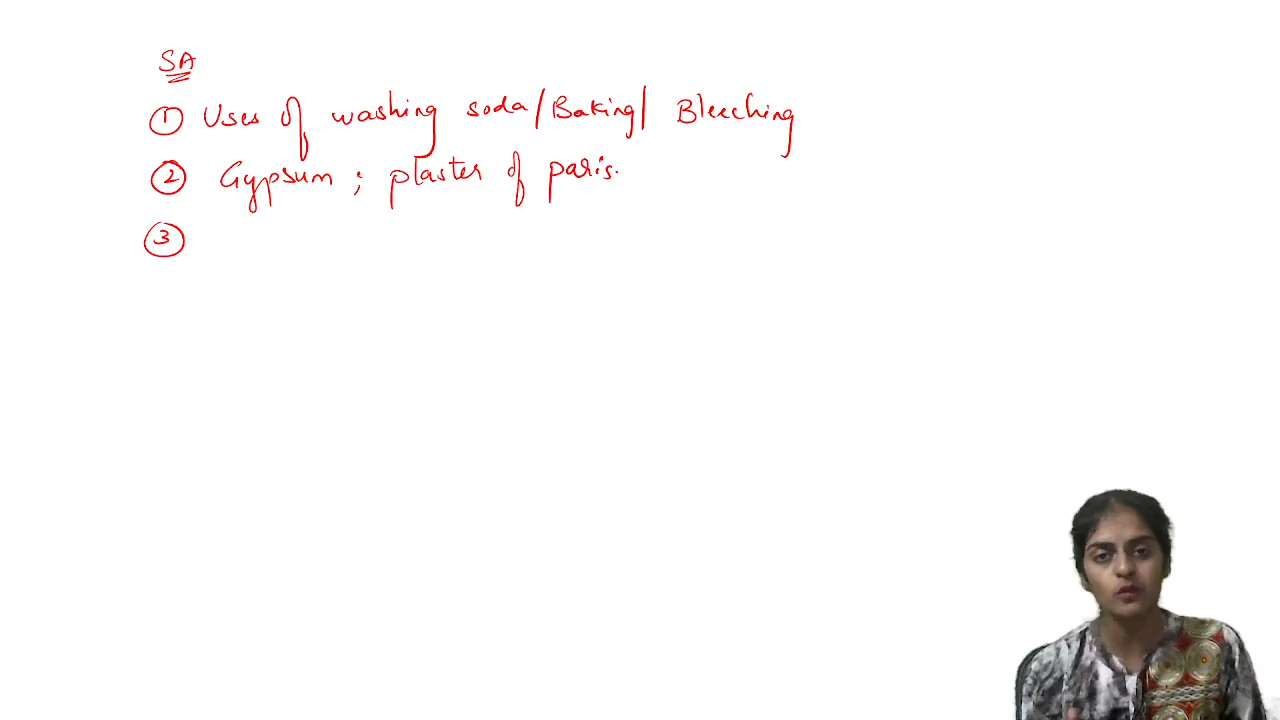 SA
① Uses of washing soda/Baking/ Bleeching
② Gypsum ; plaster of paris.
③